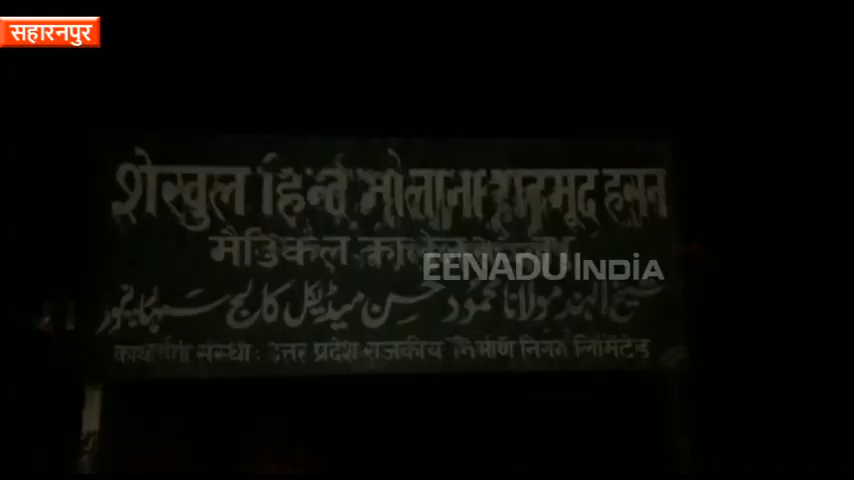 सहारनपुर
शेखुल हिन्द मौलाना महमूद हसन
मैडिकल कालेज
EENADU INDIA
شیخ الہند مولانا محمود حسن میڈیکل کالج سہارنپور
संस्था: उत्तर प्रदेश राजकीय निर्माण निगम लिमिटेड